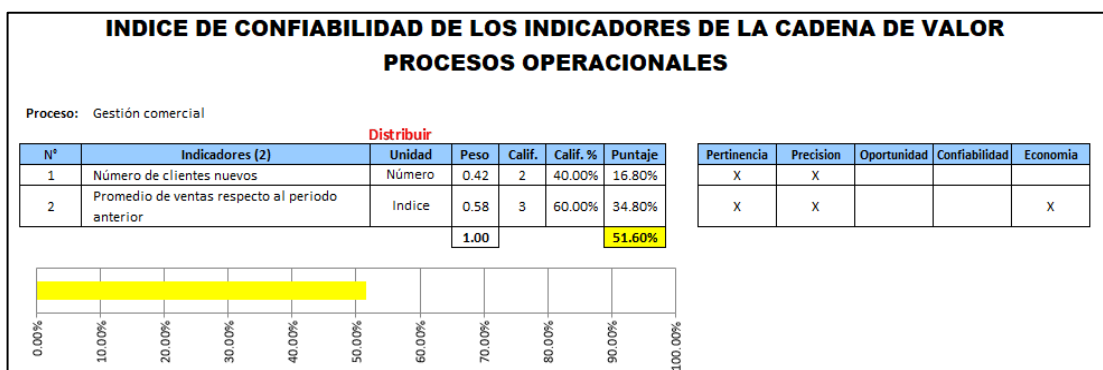 INDICE DE CONFIABILIDAD DE LOS INDICADORES DE LA CADENA DE VALOR
PROCESOS OPERACIONALES
Proceso: Gestión comercial
Distribuir
N° Indicadores (2) Unidad Peso Calif. Calif. % Puntaje Pertinencia Precision Oportunidad Confiabilidad Economia
1 Número de clientes nuevos Número 0.42 2 40.00% 16.80% X X
2 Promedio de ventas respecto al periodo anterior Indice 0.58 3 60.00% 34.80% X X X
1.00 51.60%
0.00% 10.00% 20.00% 30.00% 40.00% 50.00% 60.00% 70.00% 80.00% 90.00% 100.00%